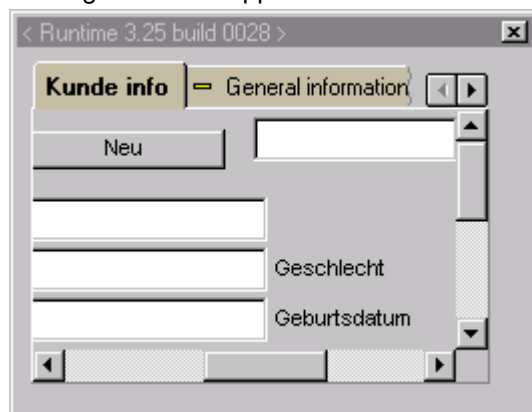 < Runtime 3.25 build 0028 >
Kunde info General information
Neu
Geschlecht
Geburtsdatum